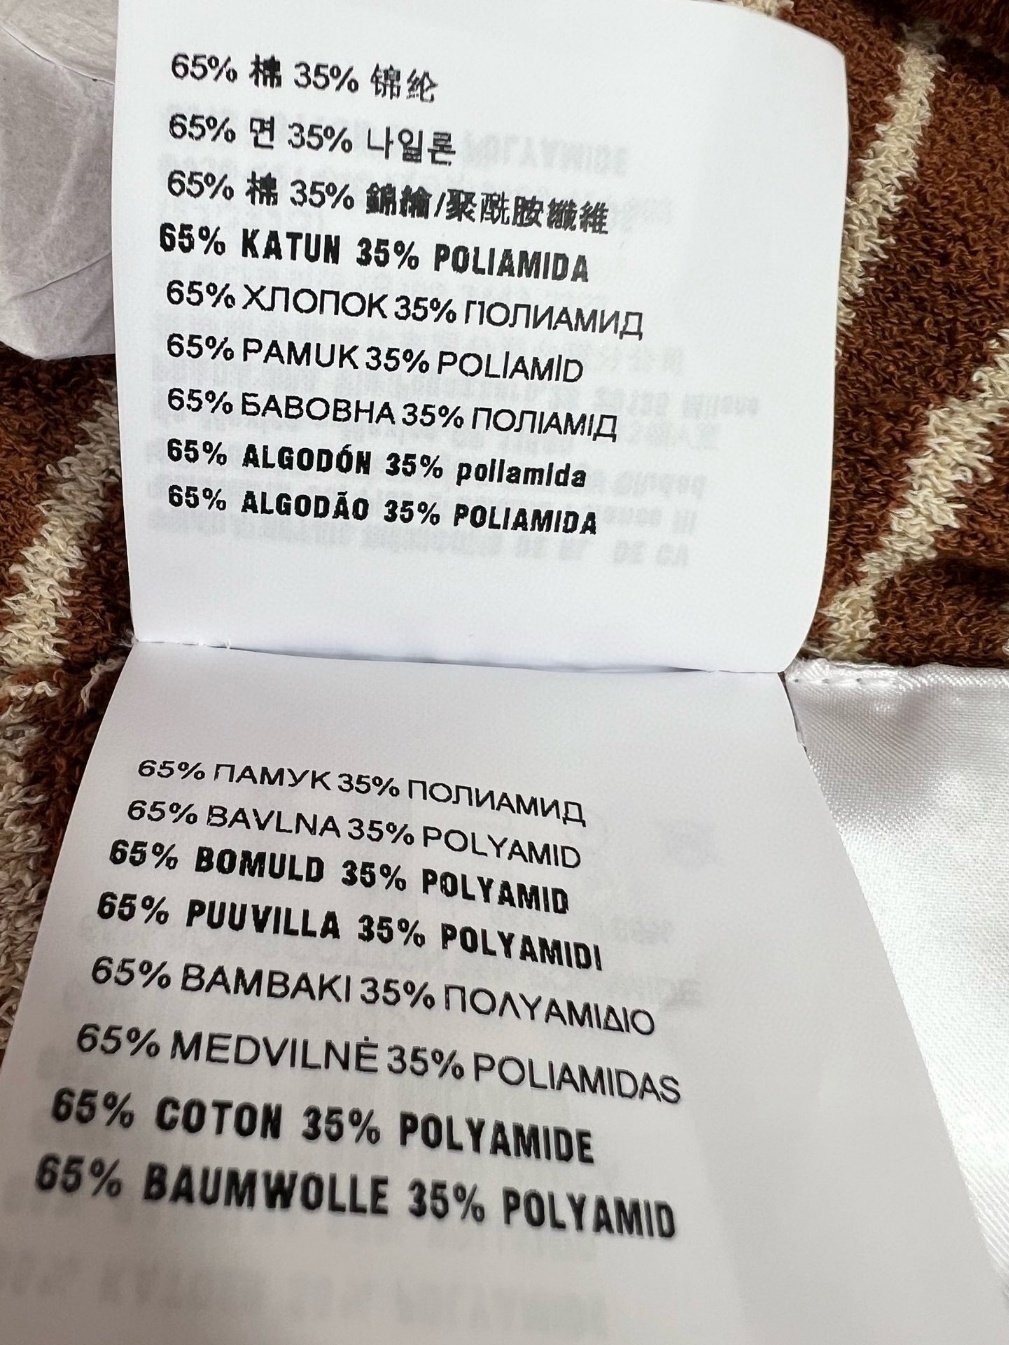 65% 棉 35% 锦纶
65% 면 35% 나일론
65% 棉 35% 錦綸/聚酰胺纖維
65% KATUN 35% POLIAMIDA
65% ХЛОПОК 35% ПОЛИАМИД
65% PAMUK 35% POLİAMİD
65% БАВОВНА 35% ПОЛІАМІД
65% ALGODÓN 35% poliamida
65% ALGODÃO 35% POLIAMIDA
65% ПАМУК 35% ПОЛИАМИД
65% BAVLNA 35% POLYAMID
65% BOMULD 35% POLYAMID
65% PUUVILLA 35% POLYAMIDI
65% ΒΑΜΒΑΚΙ 35% ΠΟΛΥΑΜΙΔΙΟ
65% MEDVILNĖ 35% POLIAMIDAS
65% COTON 35% POLYAMIDE
65% BAUMWOLLE 35% POLYAMID